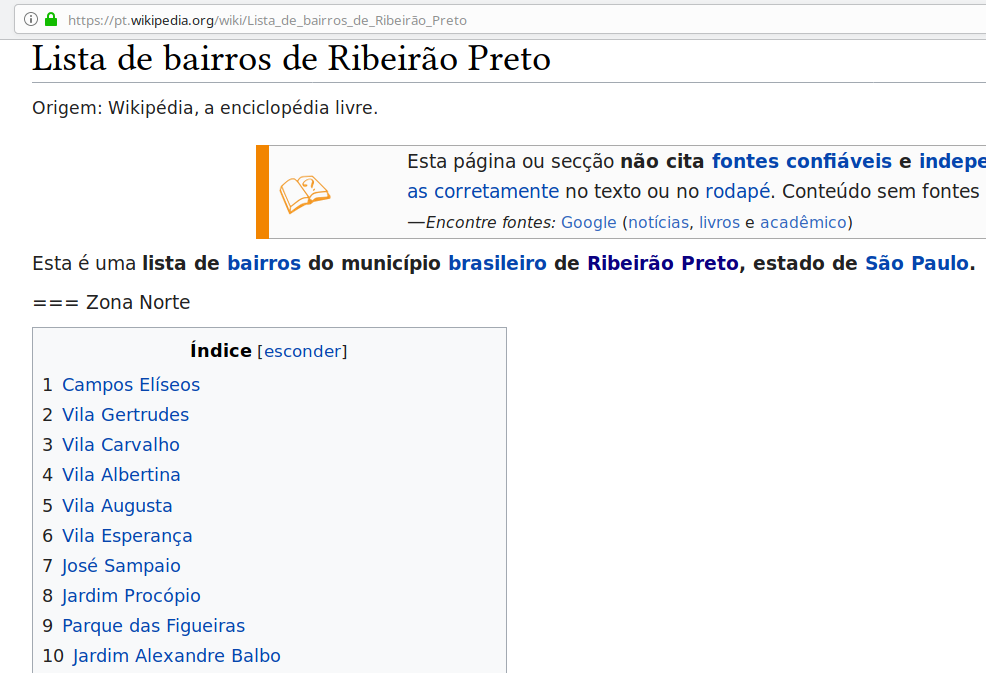 https://pt.wikipedia.org/wiki/Lista_de_bairros_de_Ribeirão_Preto
Lista de bairros de Ribeirão Preto
Origem: Wikipédia, a enciclopédia livre.
Esta página ou secção não cita fontes confiáveis e indepe
as corretamente no texto ou no rodapé. Conteúdo sem fontes
—Encontre fontes: Google (notícias, livros e acadêmico)
Esta é uma lista de bairros do município brasileiro de Ribeirão Preto, estado de São Paulo.
=== Zona Norte
Índice [esconder]
1 Campos Elíseos
2 Vila Gertrudes
3 Vila Carvalho
4 Vila Albertina
5 Vila Augusta
6 Vila Esperança
7 José Sampaio
8 Jardim Procópio
9 Parque das Figueiras
10 Jardim Alexandre Balbo